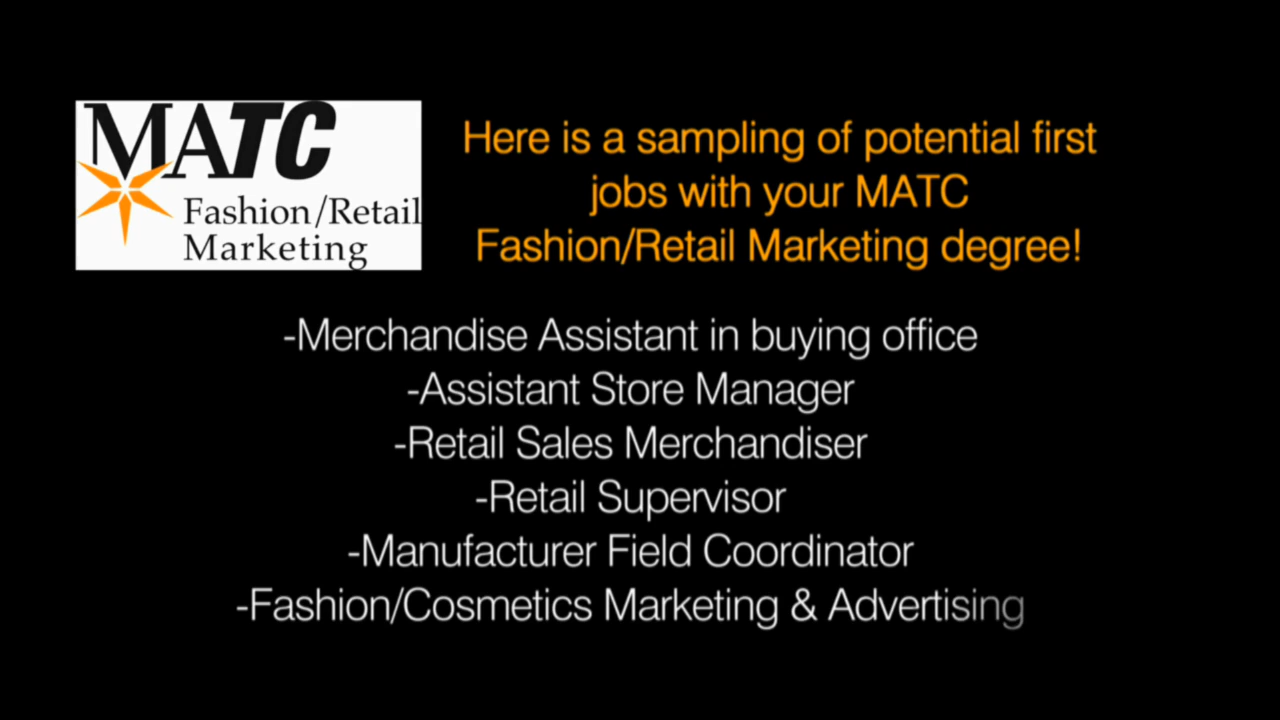 MATC
Fashion/Retail
Marketing
Here is a sampling of potential first
jobs with your MATC
Fashion/Retail Marketing degree!
-Merchandise Assistant in buying office
-Assistant Store Manager
-Retail Sales Merchandiser
-Retail Supervisor
-Manufacturer Field Coordinator
-Fashion/Cosmetics Marketing & Advertising